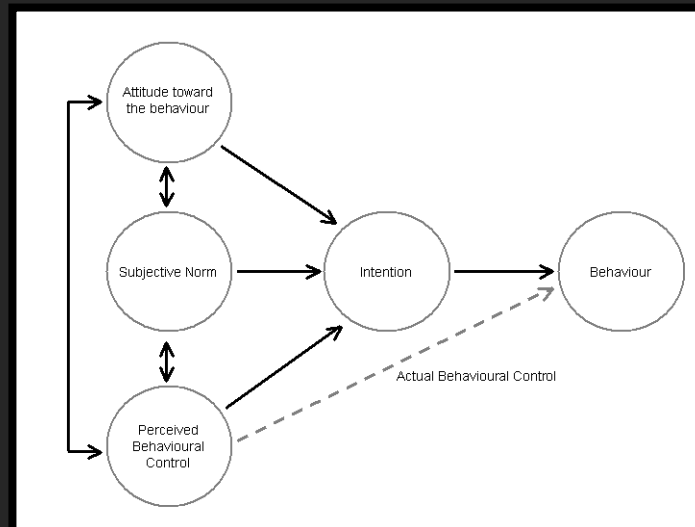 Attitude toward
the behaviour
Subjective Norm
Intention
Behaviour
Actual Behavioural Control
Perceived
Behavioural
Control